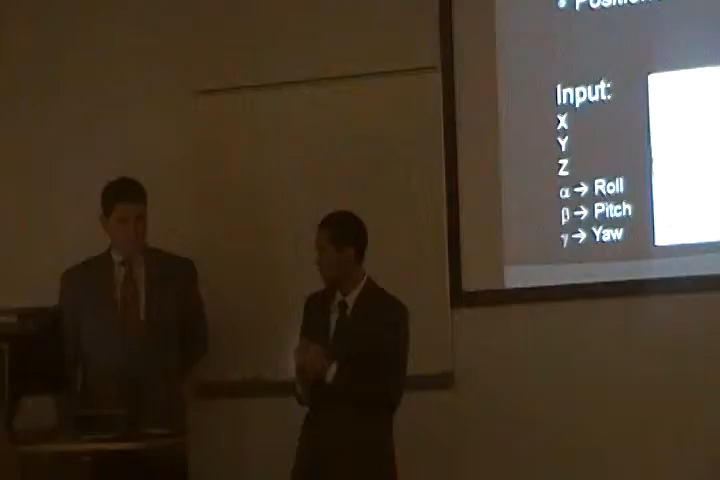 Input:
X
Y
Z
α → Roll
β → Pitch
γ → Yaw